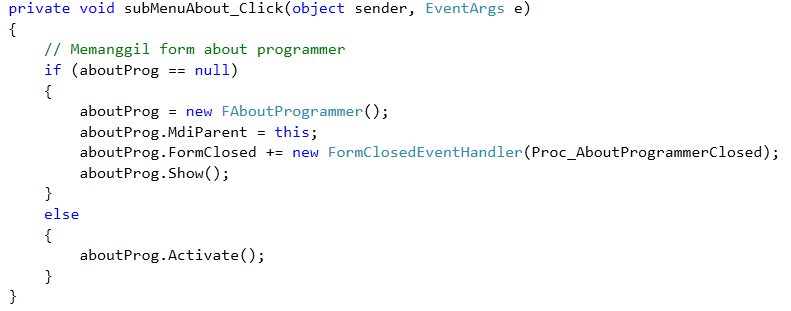 private void subMenuAbout_Click(object sender, EventArgs e)
{
    // Memanggil form about programmer
    if (aboutProg == null)
    {
        aboutProg = new FAboutProgrammer();
        aboutProg.MdiParent = this;
        aboutProg.FormClosed += new FormClosedEventHandler(Proc_AboutProgrammerClosed);
        aboutProg.Show();
    }
    else
    {
        aboutProg.Activate();
    }
}